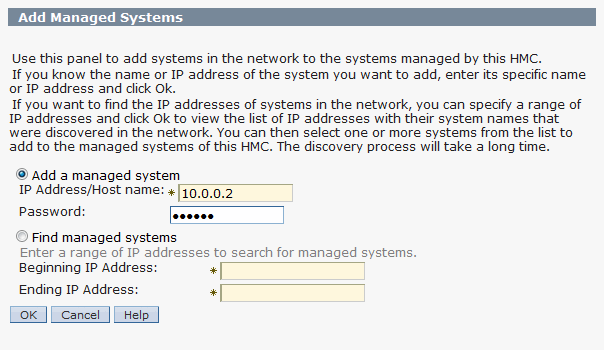 Add Managed Systems
Use this panel to add systems in the network to the systems managed by this HMC.
If you know the name or IP address of the system you want to add, enter its specific name
or IP address and click Ok.
If you want to find the IP addresses of systems in the network, you can specify a range of
IP addresses and click Ok to view the list of IP addresses with their system names that
were discovered in the network. You can then select one or more systems from the list to
add to the managed systems of this HMC. The discovery process will take a long time.
Add a managed system
IP Address/Host name: * 10.0.0.2
Password: ••••••
Find managed systems
Enter a range of IP addresses to search for managed systems.
Beginning IP Address: *
Ending IP Address: *
OK Cancel Help